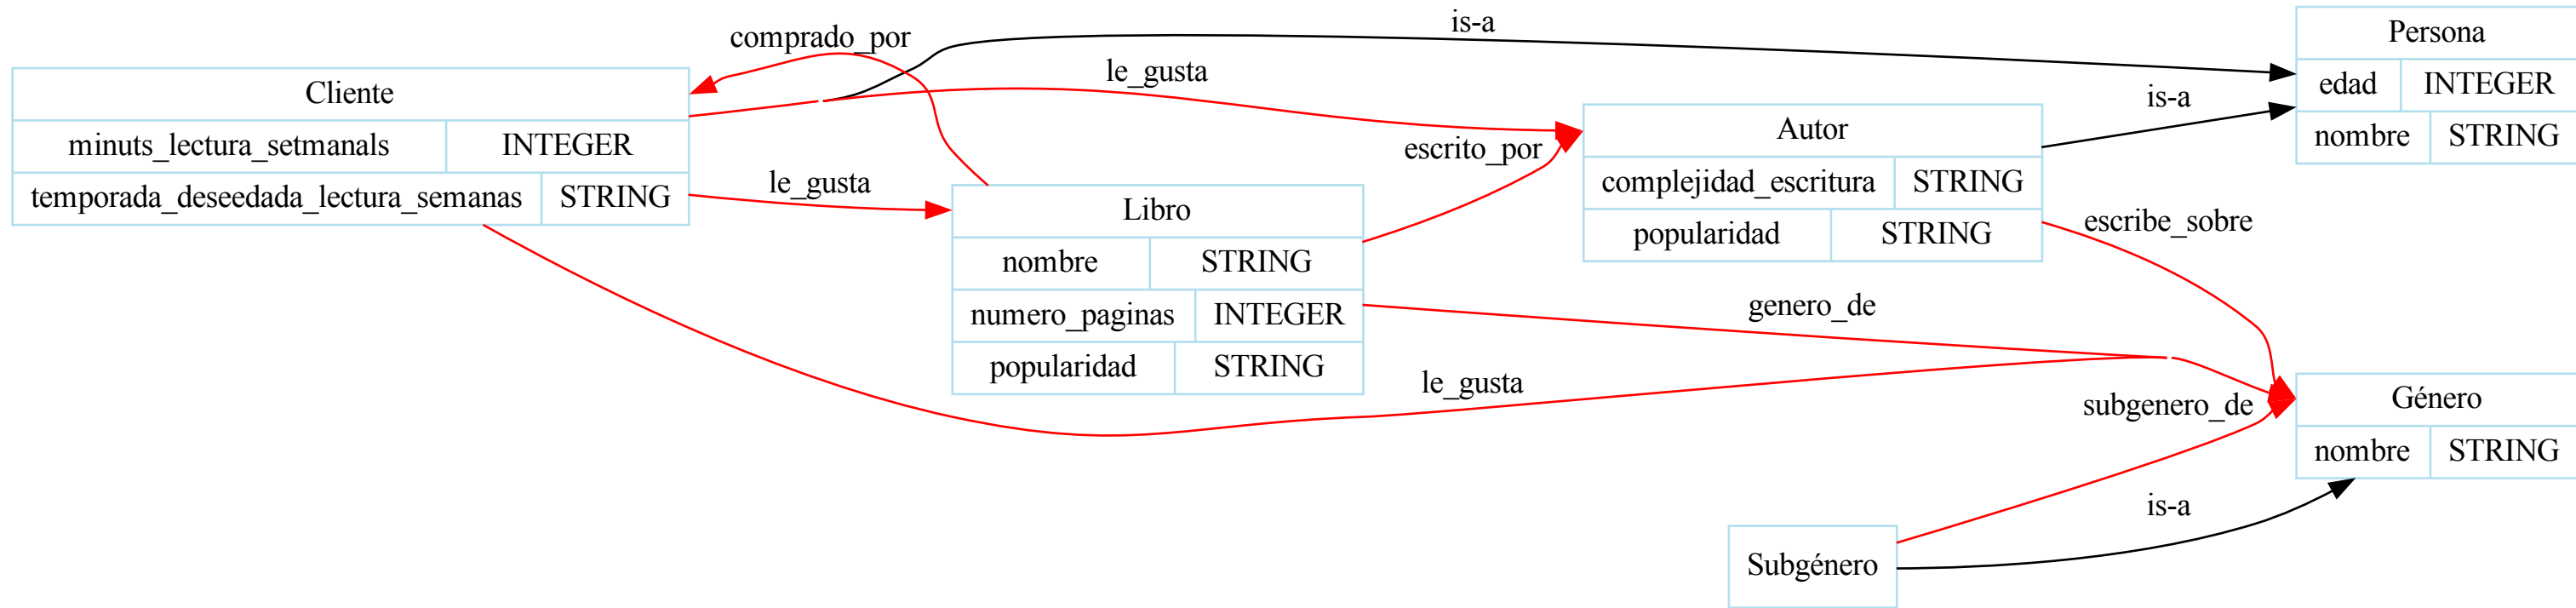 comprado_por
is-a
Persona
edad INTEGER
nombre STRING
Cliente
minuts_lectura_setmanals INTEGER
temporada_deseedada_lectura_semanas STRING
le_gusta
le_gusta
escrito_por
is-a
Autor
complejidad_escritura STRING
popularidad STRING
Libro
nombre STRING
numero_paginas INTEGER
popularidad STRING
escribe_sobre
genero_de
le_gusta
subgenero_de
Género
nombre STRING
is-a
Subgénero